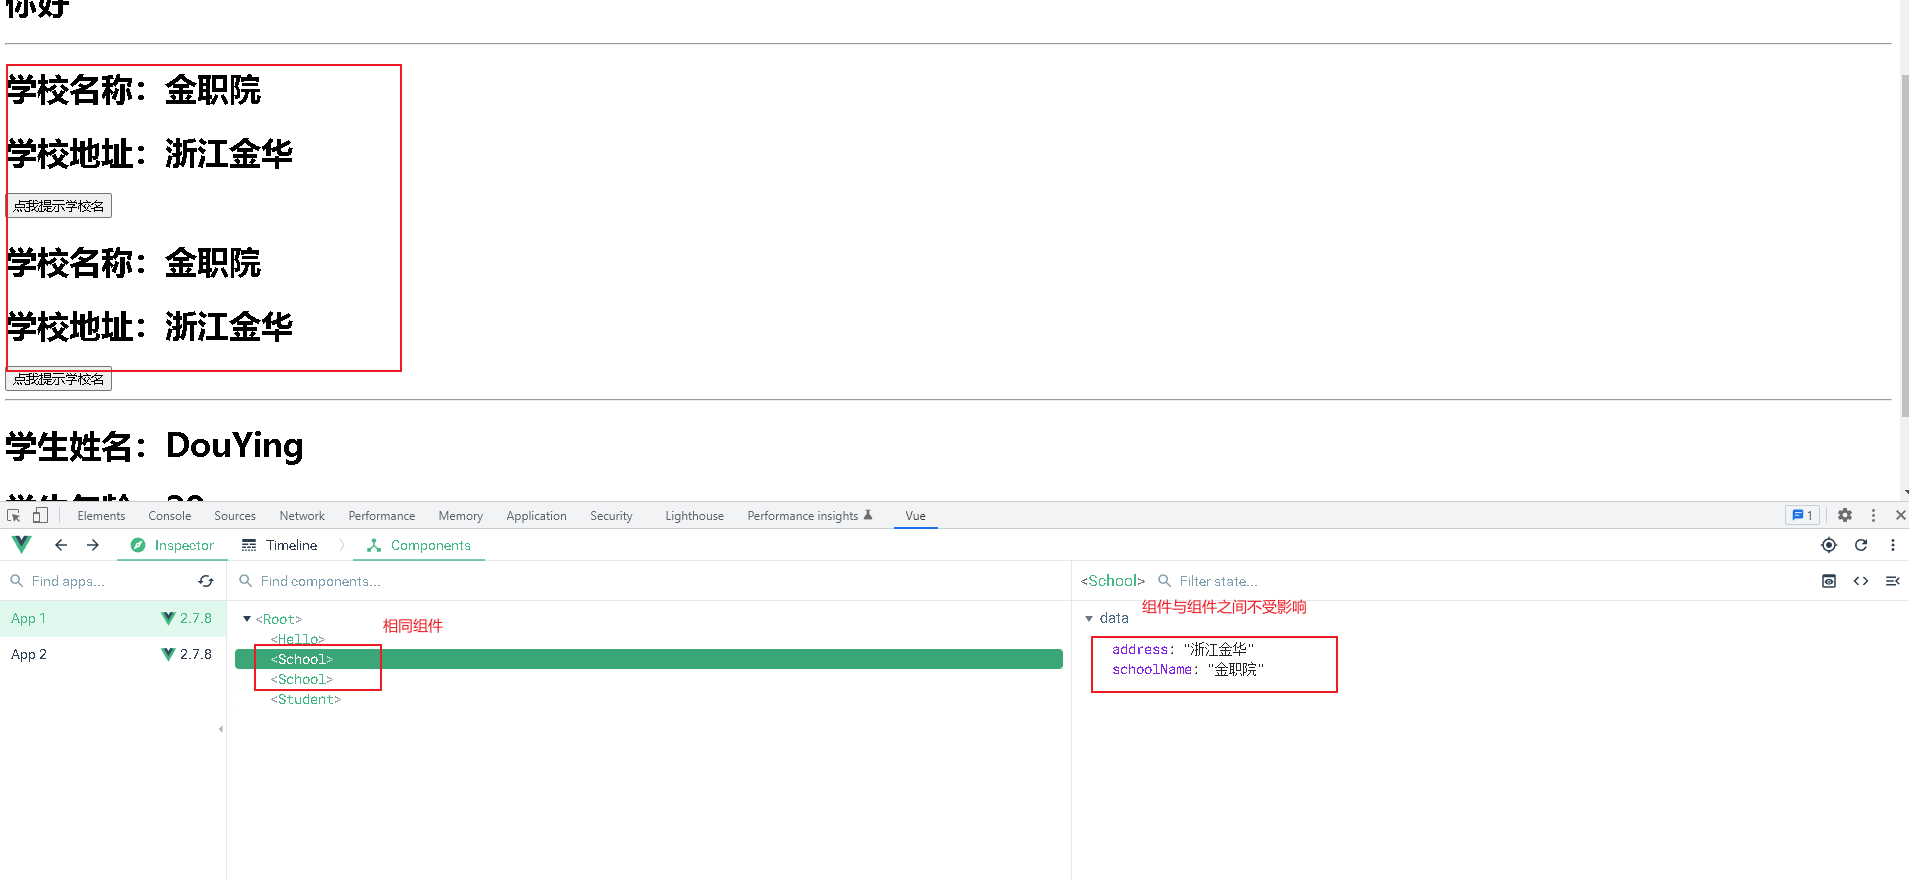 你好
学校名称：金职院
学校地址：浙江金华
点我提示学校名
学校名称：金职院
学校地址：浙江金华
点我提示学校名
学生姓名：DouYing
Elements Console Sources Network Performance Memory Application Security Lighthouse Performance insights Vue 1
Inspector Timeline Components
Find apps... Find components... <School> Filter state...
App 1 2.7.8
App 2 2.7.8
<Root>
相同组件
<Hello>
<School>
<School>
<Student>
组件与组件之间不受影响
data
address: "浙江金华"
schoolName: "金职院"